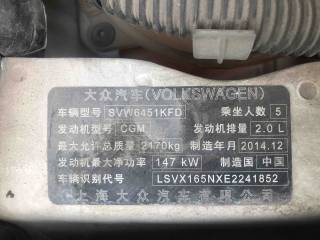 大众汽车(VOLKSWAGEN)
车辆型号 SVW6451KFD 乘坐人数 5
发动机型号 CGM 发动机排量 2.0 L
最大允许总质量 2170kg 制造年月 2014.12
发动机最大净功率 147 kW 制造国 中国
车辆识别代号 LSVX165NXE2241852
上海大众汽车有限公司